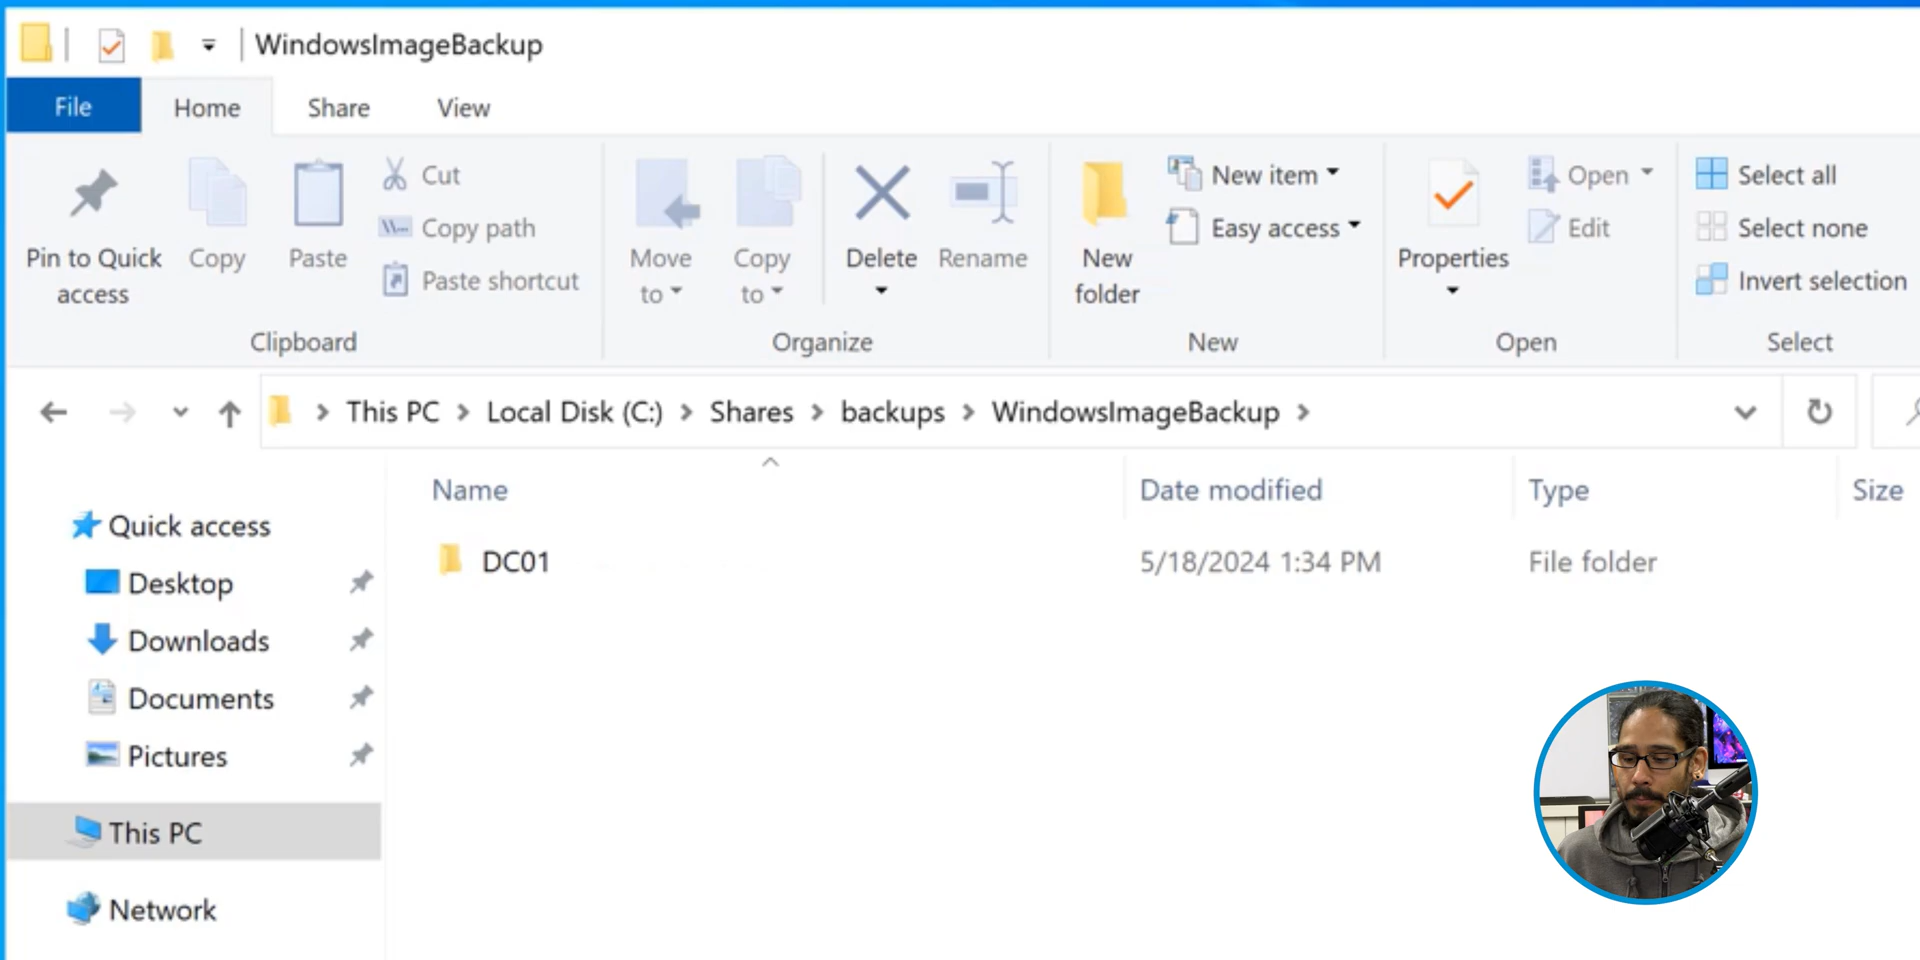 WindowsImageBackup
File Home Share View
Pin to Quick access
Copy
Paste
Cut
Copy path
Paste shortcut
Clipboard
Move to
Copy to
Delete
Rename
Organize
New folder
New item
Easy access
New
Properties
Open
Edit
Open
Select all
Select none
Invert selection
Select
This PC > Local Disk (C:) > Shares > backups > WindowsImageBackup >
Name Date modified Type Size
DC01 5/18/2024 1:34 PM File folder
Quick access
Desktop
Downloads
Documents
Pictures
This PC
Network